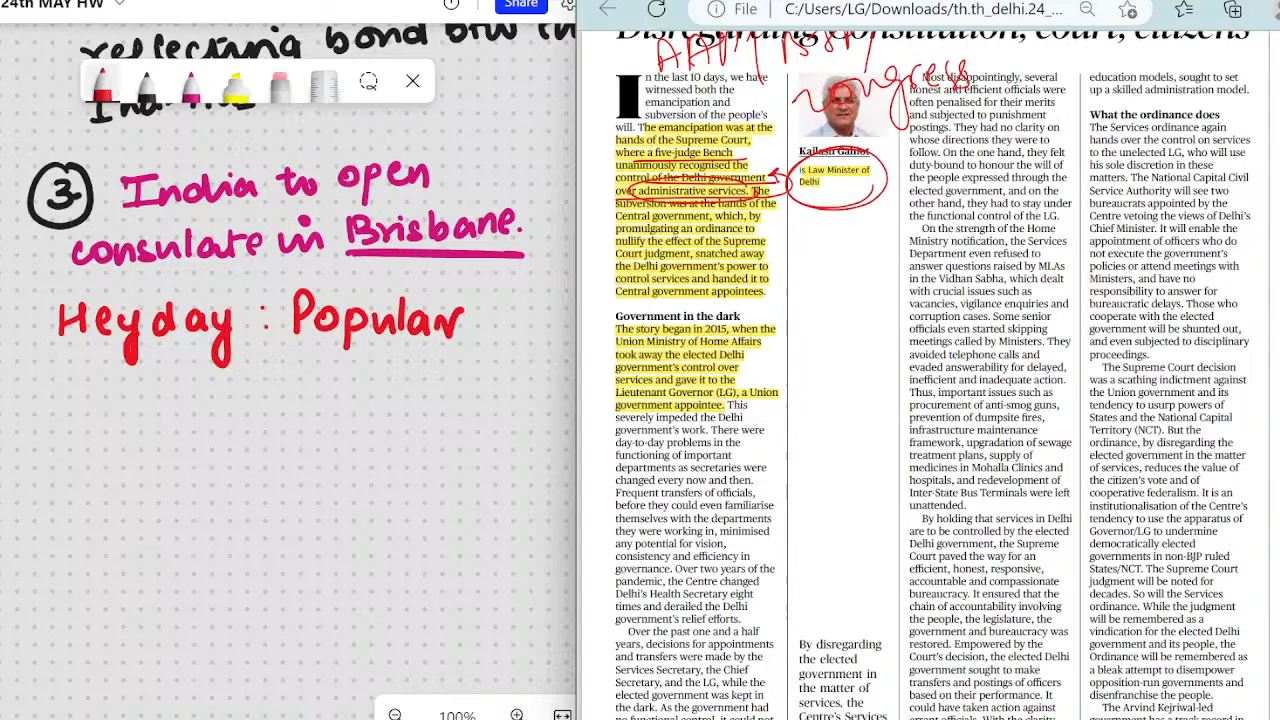 24th MAY HW
Share
File
C:/Users/LG/Downloads/th.th_delhi.24_...
reflecting bond btw
3
India to open
consulate in Brisbane.
Heyday : Popular
100%
Disregarding constitution, court, citizens
AAP / BJP /
congress
In the last 10 days, we have
witnessed both the
emancipation and
subversion of the people's
will. The emancipation was at the
hands of the Supreme Court,
where a five-judge Bench
unanimously recognised the
control of the Delhi government
over administrative services. The
subversion was at the hands of the
Central government, which, by
promulgating an ordinance to
nullify the effect of the Supreme
Court judgment, snatched away
the Delhi government's power to
control services and handed it to
Central government appointees.
Government in the dark
The story began in 2015, when the
Union Ministry of Home Affairs
took away the elected Delhi
government's control over
services and gave it to the
Lieutenant Governor (LG), a Union
government appointee. This
severely impeded the Delhi
government's work. There were
day-to-day problems in the
functioning of important
departments as secretaries were
changed every now and then.
Frequent transfers of officials,
before they could even familiarise
themselves with the departments
they were working in, minimised
any potential for vision,
consistency and efficiency in
governance. Over two years of the
pandemic, the Centre changed
Delhi's Health Secretary eight
times and derailed the Delhi
government's relief efforts.
Over the past one and a half
years, decisions for appointments
and transfers were made by the
Services Secretary, the Chief
Secretary, and the LG, while the
elected government was kept in
the dark. As the government had
no functional control, it could not
Kailash Gahlot
is Law Minister of
Delhi
By disregarding
the elected
government in
the matter of
services, the
Centre's Services
Most disappointingly, several
honest and efficient officials were
often penalised for their merits
and subjected to punishment
postings. They had no clarity on
whose directions they were to
follow. On the one hand, they felt
duty-bound to honour the will of
the people expressed through the
elected government, and on the
other hand, they had to stay under
the functional control of the LG.
On the strength of the Home
Ministry notification, the Services
Department even refused to
answer questions raised by MLAs
in the Vidhan Sabha, which dealt
with crucial issues such as
vacancies, vigilance enquiries and
corruption cases. Some senior
officials even started skipping
meetings called by Ministers. They
avoided telephone calls and
evaded answerability for delayed,
inefficient and inadequate action.
Thus, important issues such as
procurement of anti-smog guns,
prevention of dumpsite fires,
infrastructure maintenance
framework, upgradation of sewage
treatment plans, supply of
medicines in Mohalla Clinics and
hospitals, and redevelopment of
Inter-State Bus Terminals were left
unattended.
By holding that services in Delhi
are to be controlled by the elected
Delhi government, the Supreme
Court paved the way for an
efficient, honest, responsive,
accountable and compassionate
bureaucracy. It ensured that the
chain of accountability involving
the people, the legislature, the
government and bureaucracy was
restored. Empowered by the
Court's decision, the elected Delhi
government sought to make
transfers and postings of officers
based on their performance. It
could have taken action against
errant officials. With the clarity
education models, sought to set
up a skilled administration model.
What the ordinance does
The Services ordinance again
hands over the control on services
to the unelected LG, who will use
his sole discretion in these
matters. The National Capital Civil
Service Authority will see two
bureaucrats appointed by the
Centre vetoing the views of Delhi's
Chief Minister. It will enable the
appointment of officers who do
not execute the government's
policies or attend meetings with
Ministers, and have no
responsibility to answer for
bureaucratic delays. Those who
cooperate with the elected
government will be shunted out,
and even subjected to disciplinary
proceedings.
The Supreme Court decision
was a scathing indictment against
the Union government and its
tendency to usurp powers of
States and the National Capital
Territory (NCT). But the
ordinance, by disregarding the
elected government in the matter
of services, reduces the value of
the citizen's vote and of
cooperative federalism. It is an
institutionalisation of the Centre's
tendency to use the apparatus of
Governor/LG to undermine
democratically elected
governments in non-BJP ruled
States/NCT. The Supreme Court
judgment will be noted for
decades. So will the Services
ordinance. While the judgment
will be remembered as a
vindication for the elected Delhi
government and its people, the
Ordinance will be remembered as
a bleak attempt to disempower
opposition-run governments and
disenfranchise the people.
The Arvind Kejriwal-led
government has a track record in